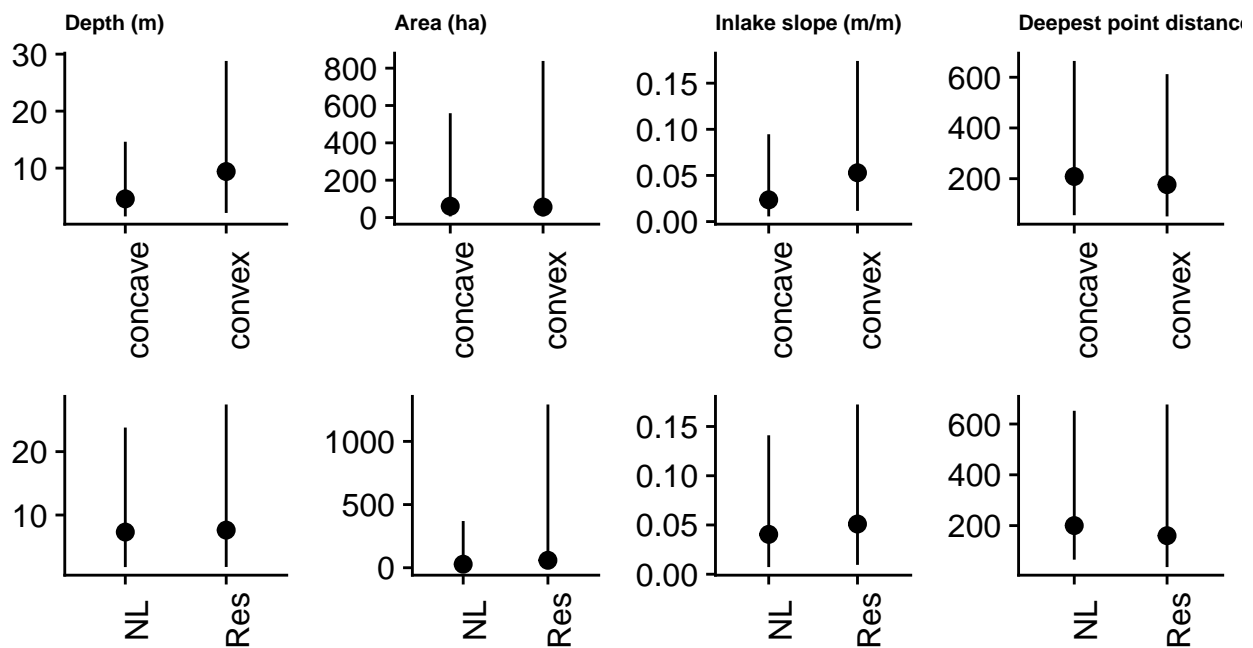 Depth (m)
Area (ha)
Inlake slope (m/m)
Deepest point distance
30
20
10
800
600
400
200
0
0.15
0.10
0.05
0.00
600
400
200
concave
convex
concave
convex
concave
convex
concave
convex
20
10
1000
500
0
0.15
0.10
0.05
0.00
600
400
200
NL
Res
NL
Res
NL
Res
NL
Res